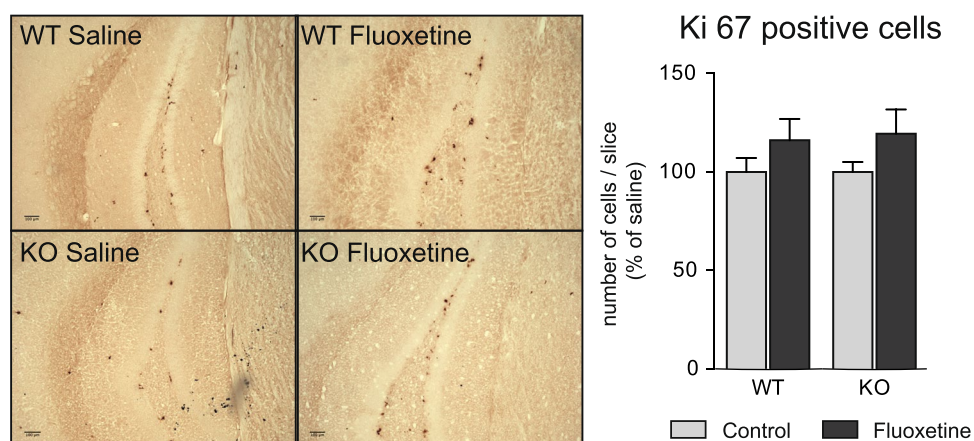 WT Saline
WT Fluoxetine
KO Saline
KO Fluoxetine
Ki 67 positive cells
number of cells / slice
(% of saline)
150
100
50
0
WT
KO
Control
Fluoxetine